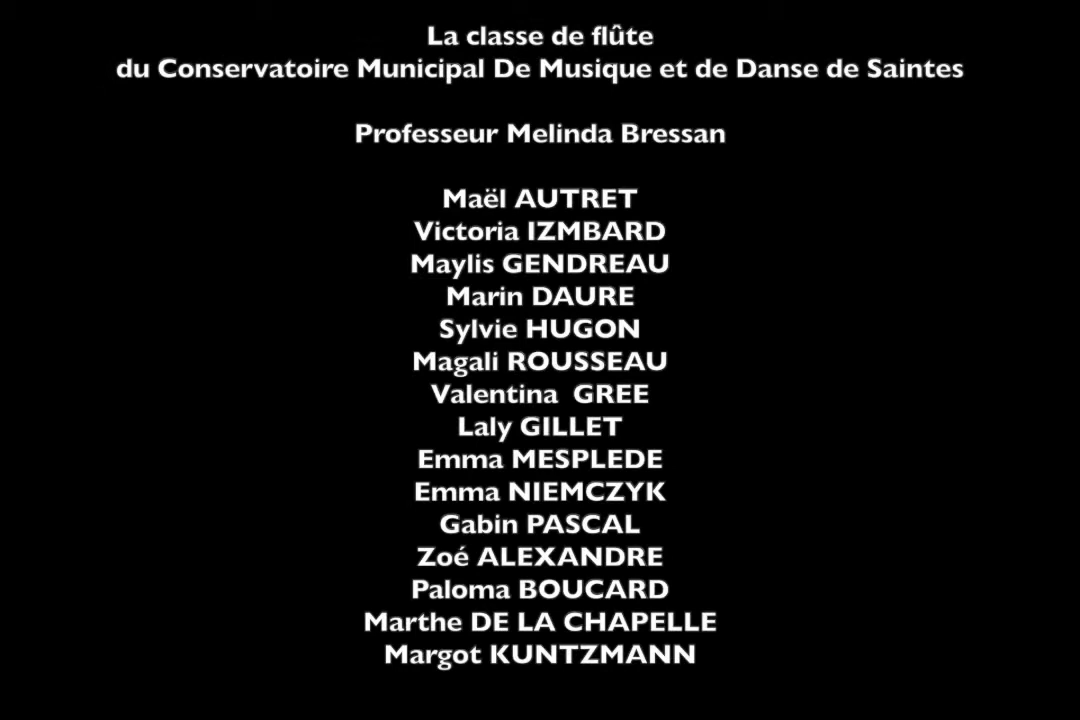 La classe de flûte
du Conservatoire Municipal De Musique et de Danse de Saintes
Professeur Melinda Bressan
Maël AUTRET
Victoria IZMBARD
Maylis GENDREAU
Marin DAURE
Sylvie HUGON
Magali ROUSSEAU
Valentina  GREE
Laly GILLET
Emma MESPLEDE
Emma NIEMCZYK
Gabin PASCAL
Zoé ALEXANDRE
Paloma BOUCARD
Marthe DE LA CHAPELLE
Margot KUNTZMANN